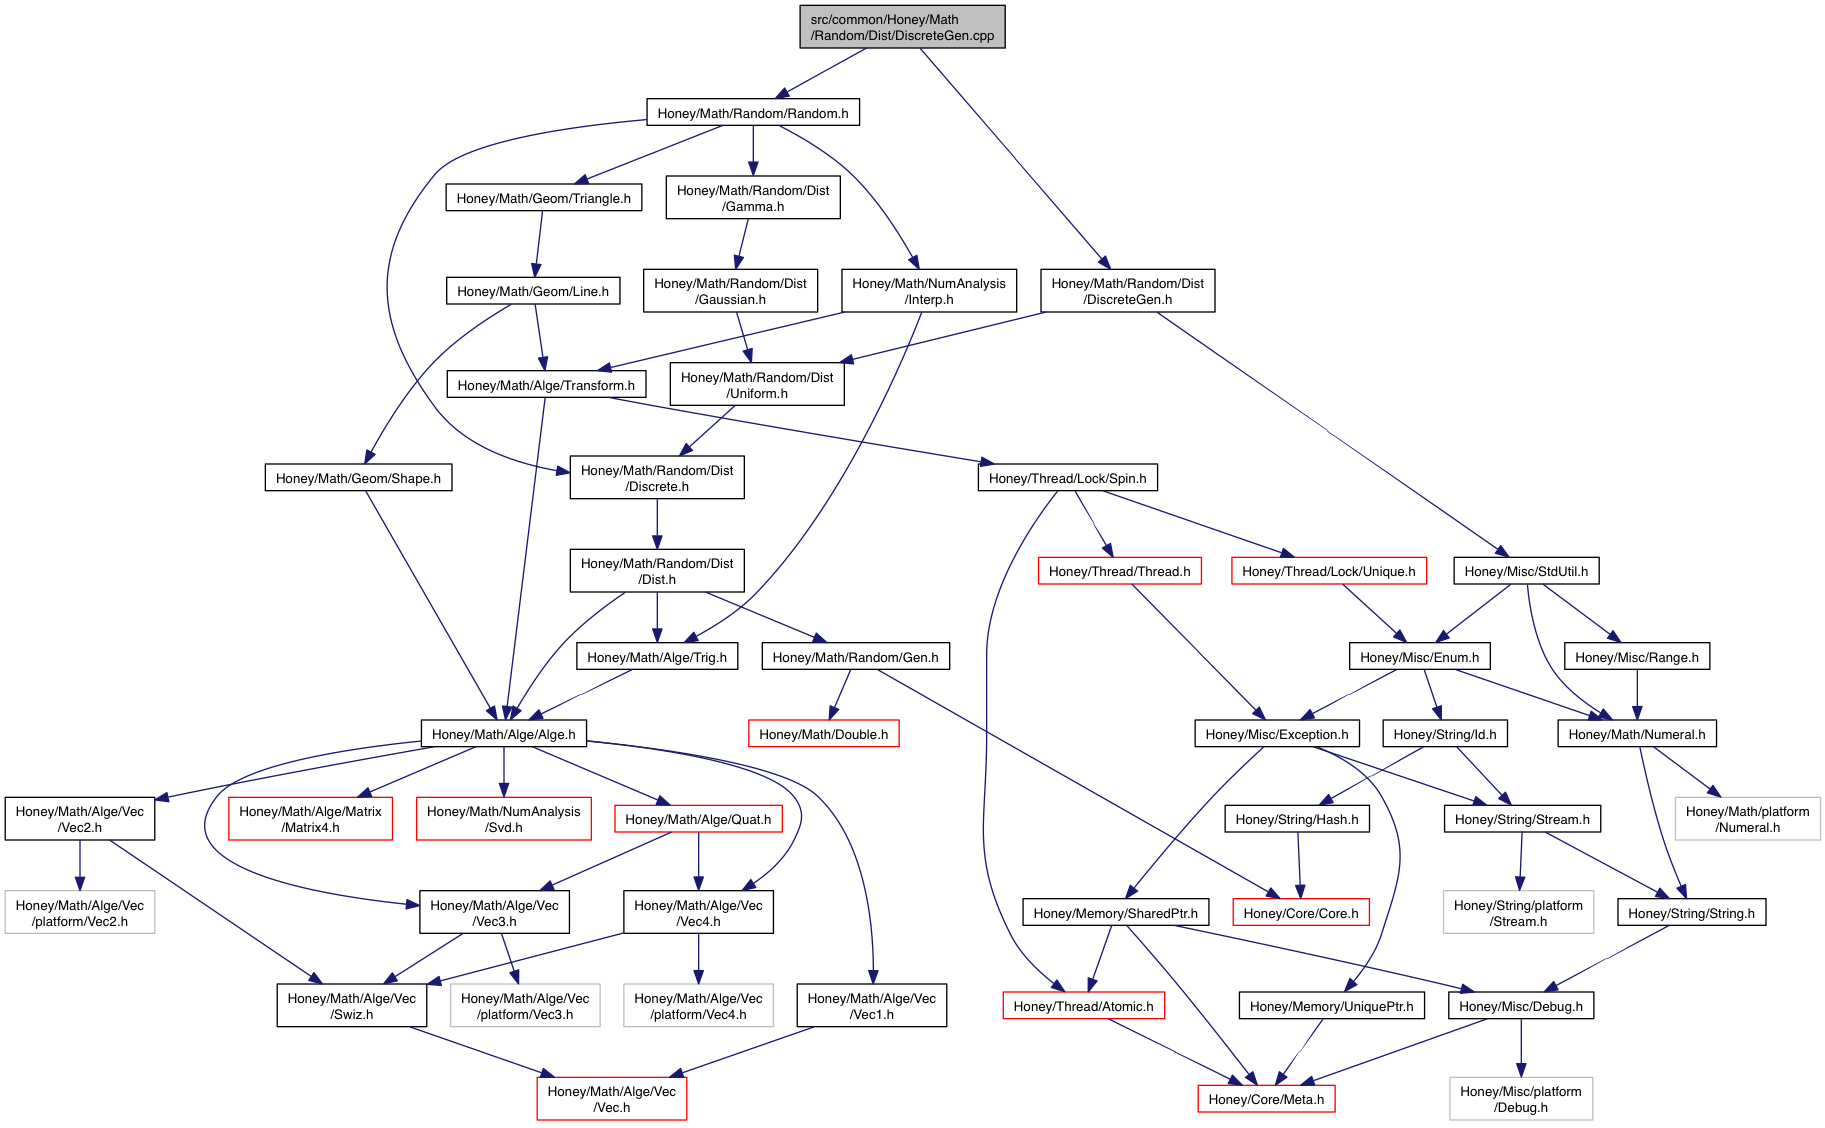 src/common/Honey/Math
/Random/Dist/DiscreteGen.cpp
Honey/Math/Random/Random.h
Honey/Math/Geom/Triangle.h
Honey/Math/Random/Dist
/Gamma.h
Honey/Math/Geom/Line.h
Honey/Math/Random/Dist
/Gaussian.h
Honey/Math/NumAnalysis
/Interp.h
Honey/Math/Random/Dist
/DiscreteGen.h
Honey/Math/Alge/Transform.h
Honey/Math/Random/Dist
/Uniform.h
Honey/Math/Geom/Shape.h
Honey/Math/Random/Dist
/Discrete.h
Honey/Thread/Lock/Spin.h
Honey/Math/Random/Dist
/Dist.h
Honey/Thread/Thread.h
Honey/Thread/Lock/Unique.h
Honey/Misc/StdUtil.h
Honey/Math/Alge/Trig.h
Honey/Math/Random/Gen.h
Honey/Misc/Enum.h
Honey/Misc/Range.h
Honey/Math/Alge/Alge.h
Honey/Math/Double.h
Honey/Misc/Exception.h
Honey/String/Id.h
Honey/Math/Numeral.h
Honey/Math/Alge/Vec
/Vec2.h
Honey/Math/Alge/Matrix
/Matrix4.h
Honey/Math/NumAnalysis
/Svd.h
Honey/Math/Alge/Quat.h
Honey/String/Hash.h
Honey/String/Stream.h
Honey/Math/platform
/Numeral.h
Honey/Math/Alge/Vec
/platform/Vec2.h
Honey/Math/Alge/Vec
/Vec3.h
Honey/Math/Alge/Vec
/Vec4.h
Honey/Memory/SharedPtr.h
Honey/Core/Core.h
Honey/String/platform
/Stream.h
Honey/String/String.h
Honey/Math/Alge/Vec
/Swiz.h
Honey/Math/Alge/Vec
/platform/Vec3.h
Honey/Math/Alge/Vec
/platform/Vec4.h
Honey/Math/Alge/Vec
/Vec1.h
Honey/Thread/Atomic.h
Honey/Memory/UniquePtr.h
Honey/Misc/Debug.h
Honey/Math/Alge/Vec
/Vec.h
Honey/Core/Meta.h
Honey/Misc/platform
/Debug.h